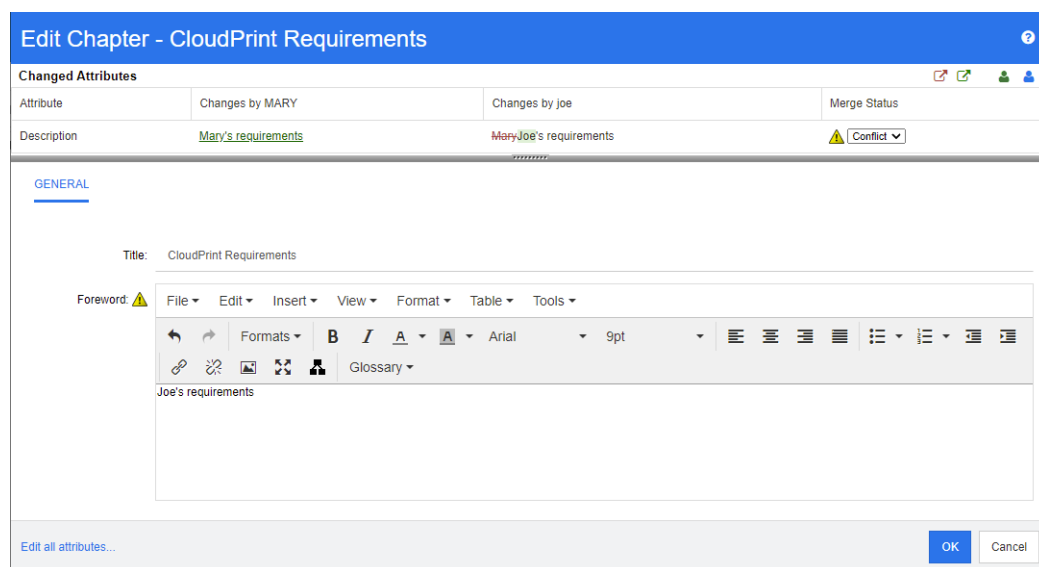 Edit Chapter - CloudPrint Requirements
Changed Attributes
Attribute Changes by MARY Changes by joe Merge Status
Description Mary's requirements MaryJoe's requirements Conflict
GENERAL
Title: CloudPrint Requirements
Foreword: File Edit Insert View Format Table Tools
Formats B I A A Arial 9pt
Glossary
Joe's requirements
Edit all attributes... OK Cancel